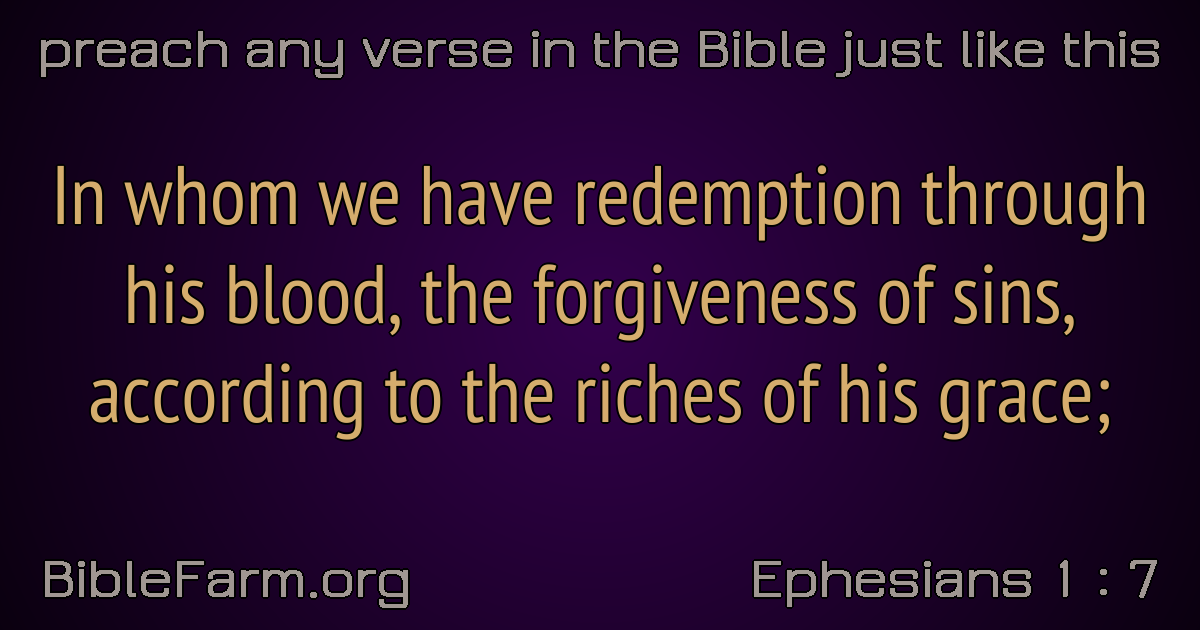 preach any verse in the Bible just like this
In whom we have redemption through
his blood, the forgiveness of sins,
according to the riches of his grace;
BibleFarm.org
Ephesians 1 : 7